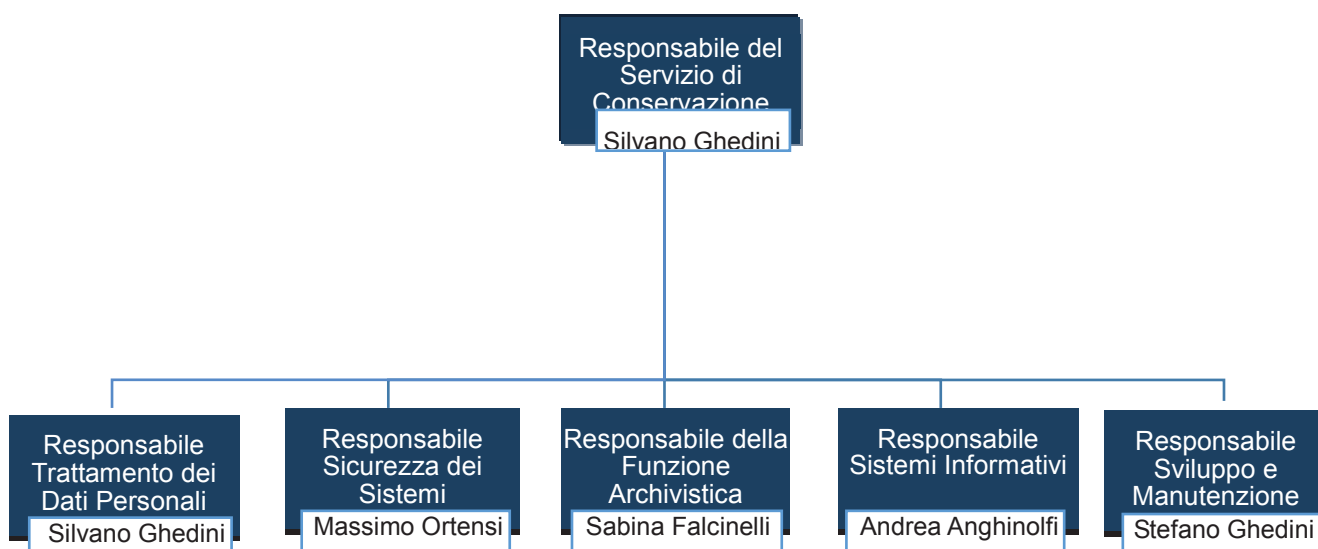 Responsabile del
Servizio di
Conservazione
Silvano Ghedini
Responsabile
Trattamento dei
Dati Personali
Silvano Ghedini
Responsabile
Sicurezza dei
Sistemi
Massimo Ortensi
Responsabile della
Funzione
Archivistica
Sabina Falcinelli
Responsabile
Sistemi Informativi
Andrea Anghinolfi
Responsabile
Sviluppo e
Manutenzione
Stefano Ghedini